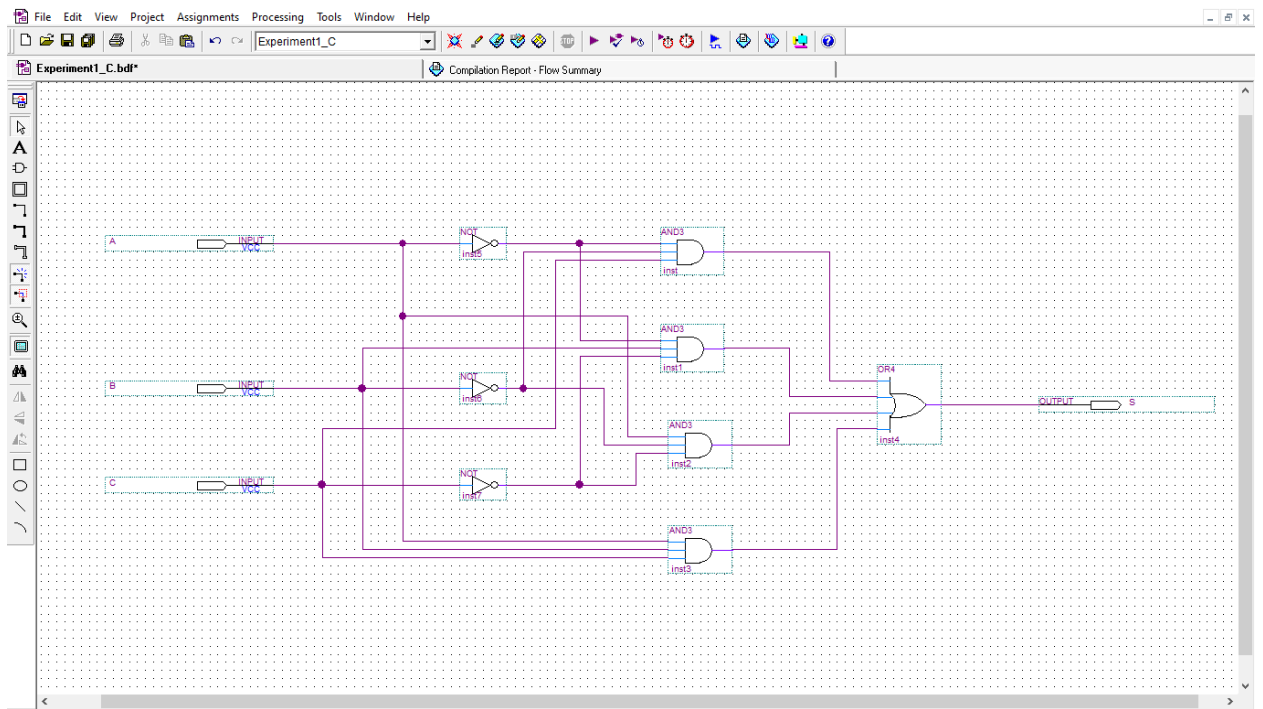 File Edit View Project Assignments Processing Tools Window Help
Experiment1_C
STOP
Experiment1_C.bdf*
Compilation Report - Flow Summary
A
INPUT
VCC
NOT
inst5
AND3
inst
AND3
inst1
B
INPUT
VCC
NOT
inst6
OR4
inst4
OUTPUT
S
AND3
inst2
C
INPUT
VCC
NOT
inst7
AND3
inst3